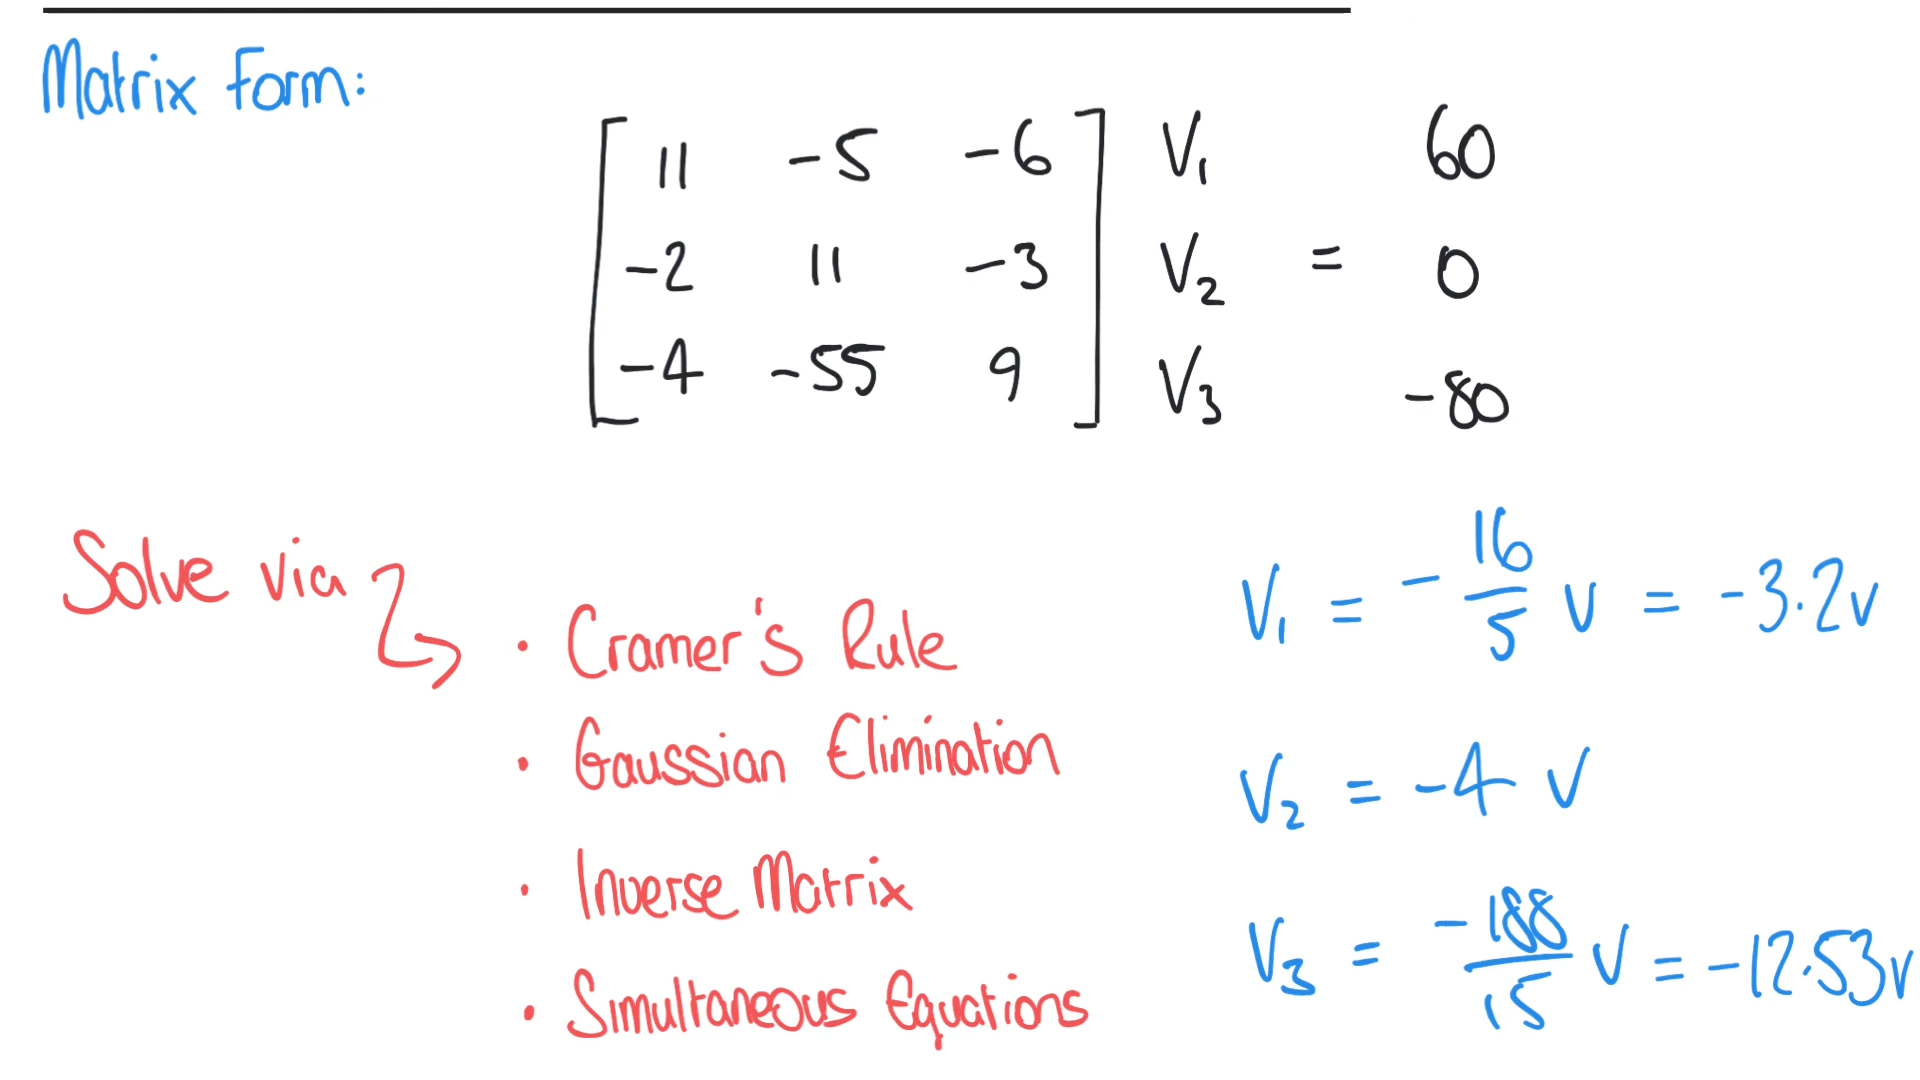 Matrix Form:
11 -5 -6 V₁ 60
-2 11 -3 V₂ = 0
-4 -55 9 V₃ -80
Solve via
• Cramer's Rule
• Gaussian Elimination
• Inverse Matrix
• Simultaneous Equations
V₁ = -16/5 V = -3.2v
V₂ = -4 V
V₃ = -188/15 V = -12.53v